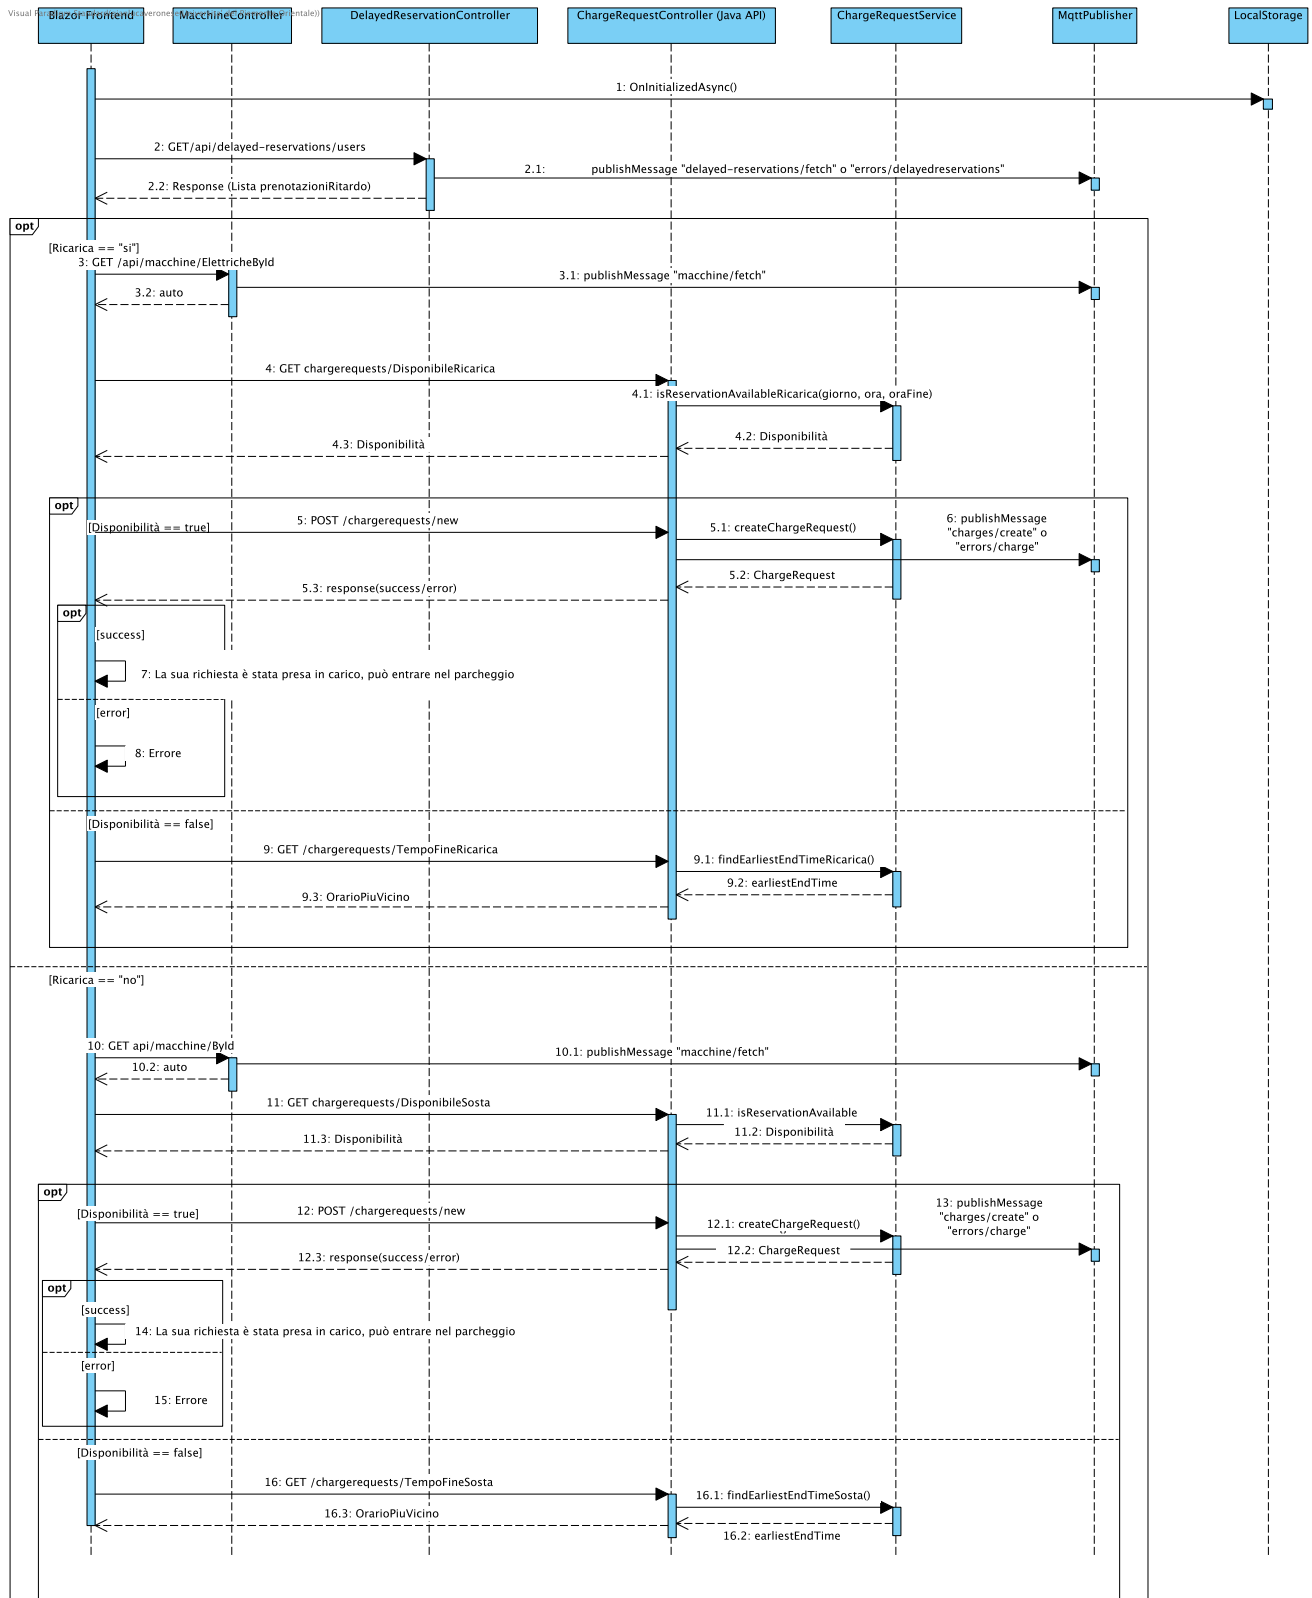 Blazor Frontend
MacchineController
DelayedReservationController
ChargeRequestController (Java API)
ChargeRequestService
MqttPublisher
LocalStorage
1: OnInitializedAsync()
2: GET/api/delayed-reservations/users
2.1: publishMessage "delayed-reservations/fetch" o "errors/delayedreservations"
2.2: Response (Lista prenotazioniRitardo)
opt
[Ricarica == "si"]
3: GET /api/macchine/ElettricheById
3.1: publishMessage "macchine/fetch"
3.2: auto
4: GET chargerequests/DisponibileRicarica
4.1: isReservationAvailableRicarica(giorno, ora, oraFine)
4.2: Disponibilità
4.3: Disponibilità
opt
[Disponibilità == true]
5: POST /chargerequests/new
5.1: createChargeRequest()
6: publishMessage
"charges/create" o
"errors/charge"
5.2: ChargeRequest
5.3: response(success/error)
opt
[success]
7: La sua richiesta è stata presa in carico, può entrare nel parcheggio
[error]
8: Errore
[Disponibilità == false]
9: GET /chargerequests/TempoFineRicarica
9.1: findEarliestEndTimeRicarica()
9.2: earliestEndTime
9.3: OrarioPiuVicino
[Ricarica == "no"]
10: GET api/macchine/ById
10.1: publishMessage "macchine/fetch"
10.2: auto
11: GET chargerequests/DisponibileSosta
11.1: isReservationAvailable
11.2: Disponibilità
11.3: Disponibilità
opt
[Disponibilità == true]
12: POST /chargerequests/new
12.1: createChargeRequest()
13: publishMessage
"charges/create" o
"errors/charge"
12.2: ChargeRequest
12.3: response(success/error)
opt
[success]
14: La sua richiesta è stata presa in carico, può entrare nel parcheggio
[error]
15: Errore
[Disponibilità == false]
16: GET /chargerequests/TempoFineSosta
16.1: findEarliestEndTimeSosta()
16.3: OrarioPiuVicino
16.2: earliestEndTime